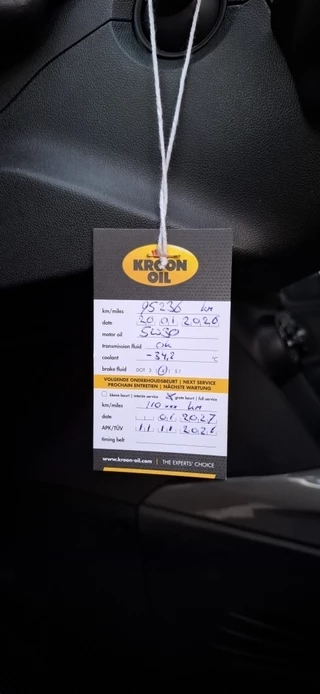 KROON
OIL
km/miles 95236 km
date 20 01 2026
motor oil 5W30
transmission fluid OK
coolant -34,2 °C
brake fluid DOT 3 | 4 | 5.1
VOLGENDE ONDERHOUDSBEURT | NEXT SERVICE
PROCHAIN ENTRETIEN | NÄCHSTE WARTUNG
kleine beurt | interim service grote beurt | full service
km/miles 110 km
date 01 2027
APK/TÜV 11 11 2026
timing belt
www.kroon-oil.com | THE EXPERTS' CHOICE